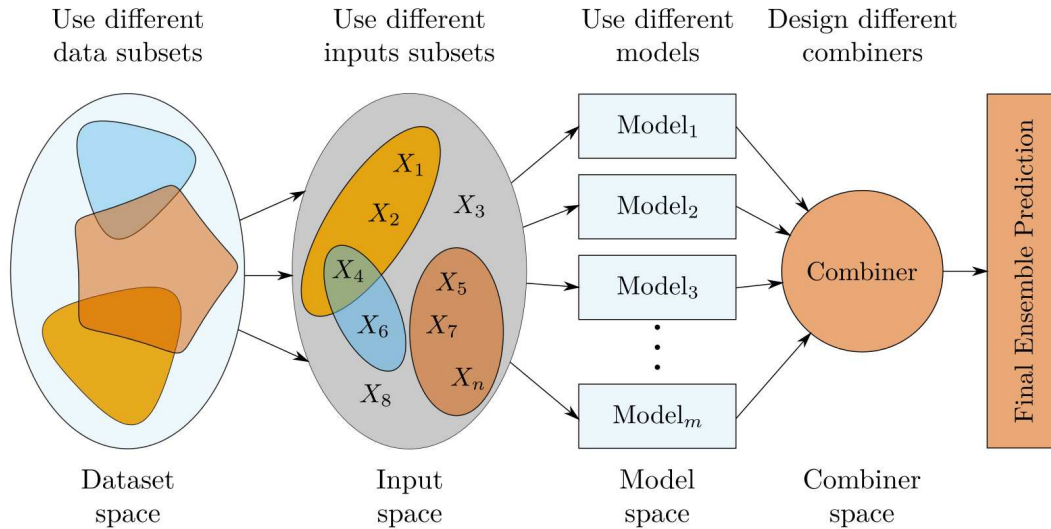 Use different
data subsets
Use different
inputs subsets
Use different
models
Design different
combiners
X₁
X₂
X₃
X₄
X₅
X₆
X₇
X₈
Xₙ
Model₁
Model₂
Model₃
Modelₘ
Combiner
Final Ensemble Prediction
Dataset
space
Input
space
Model
space
Combiner
space